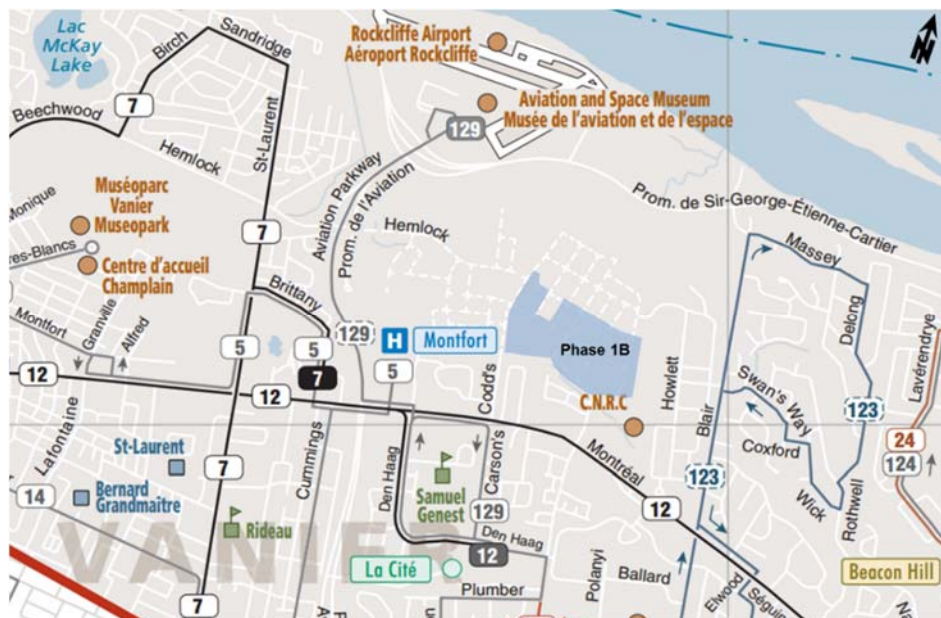 Lac
McKay
Lake
Birch
Sandridge
7
Beechwood
Hemlock
St-Laurent
Rockcliffe Airport
Aéroport Rockcliffe
N
Aviation and Space Museum
Musée de l'aviation et de l'espace
129
Aviation Parkway
Prom. de l'Aviation
Muséoparc
Vanier
Museopark
Monique
res-Blancs
Centre d'accueil
Champlain
7
Hemlock
Prom. de Sir-George-Étienne-Cartier
Massey
Brittany
Montfort
Granville
Alfred
5
5
129
H
Montfort
Phase 1B
Delong
Lavérendrye
12
7
5
12
Codd's
C.N.R.C
Howlett
Blair
Swan's Way
123
Coxford
24
124
Lafontaine
St-Laurent
7
Cummings
Den Haag
Samuel
Genest
Carson's
Montréal
123
Wick
Rothwell
14
Bernard
Grandmaître
Rideau
129
12
VANIER
12
Den Haag
La Cité
Plumber
Polanyi
Ballard
Elwood
Séguin
Beacon Hill
7